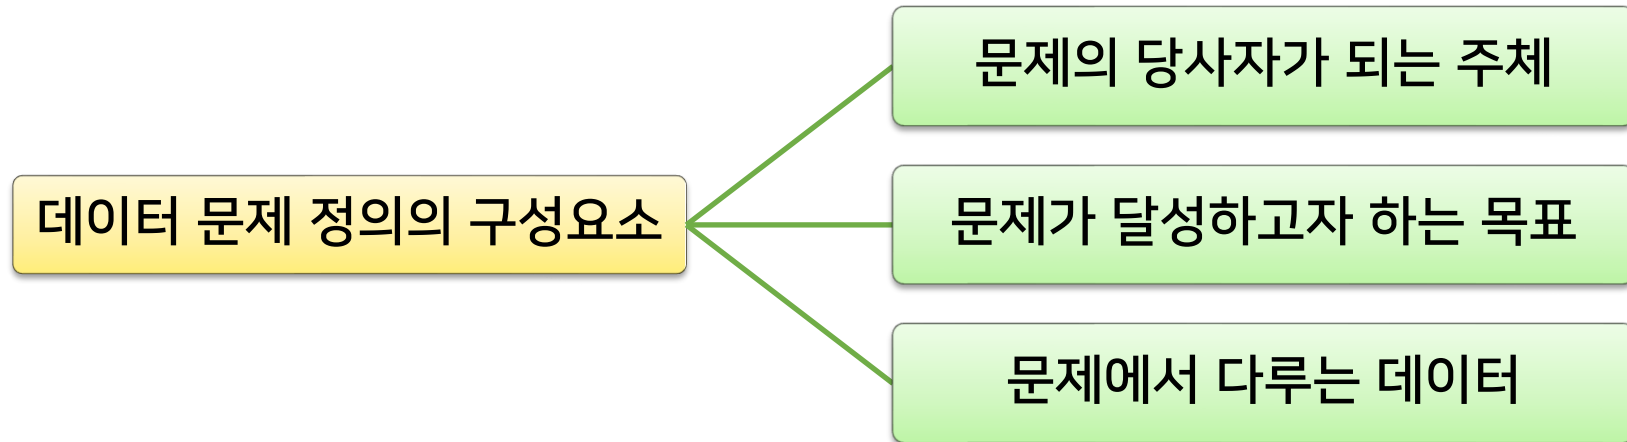 문제의 당사자가 되는 주체
데이터 문제 정의의 구성요소
문제가 달성하고자 하는 목표
문제에서 다루는 데이터